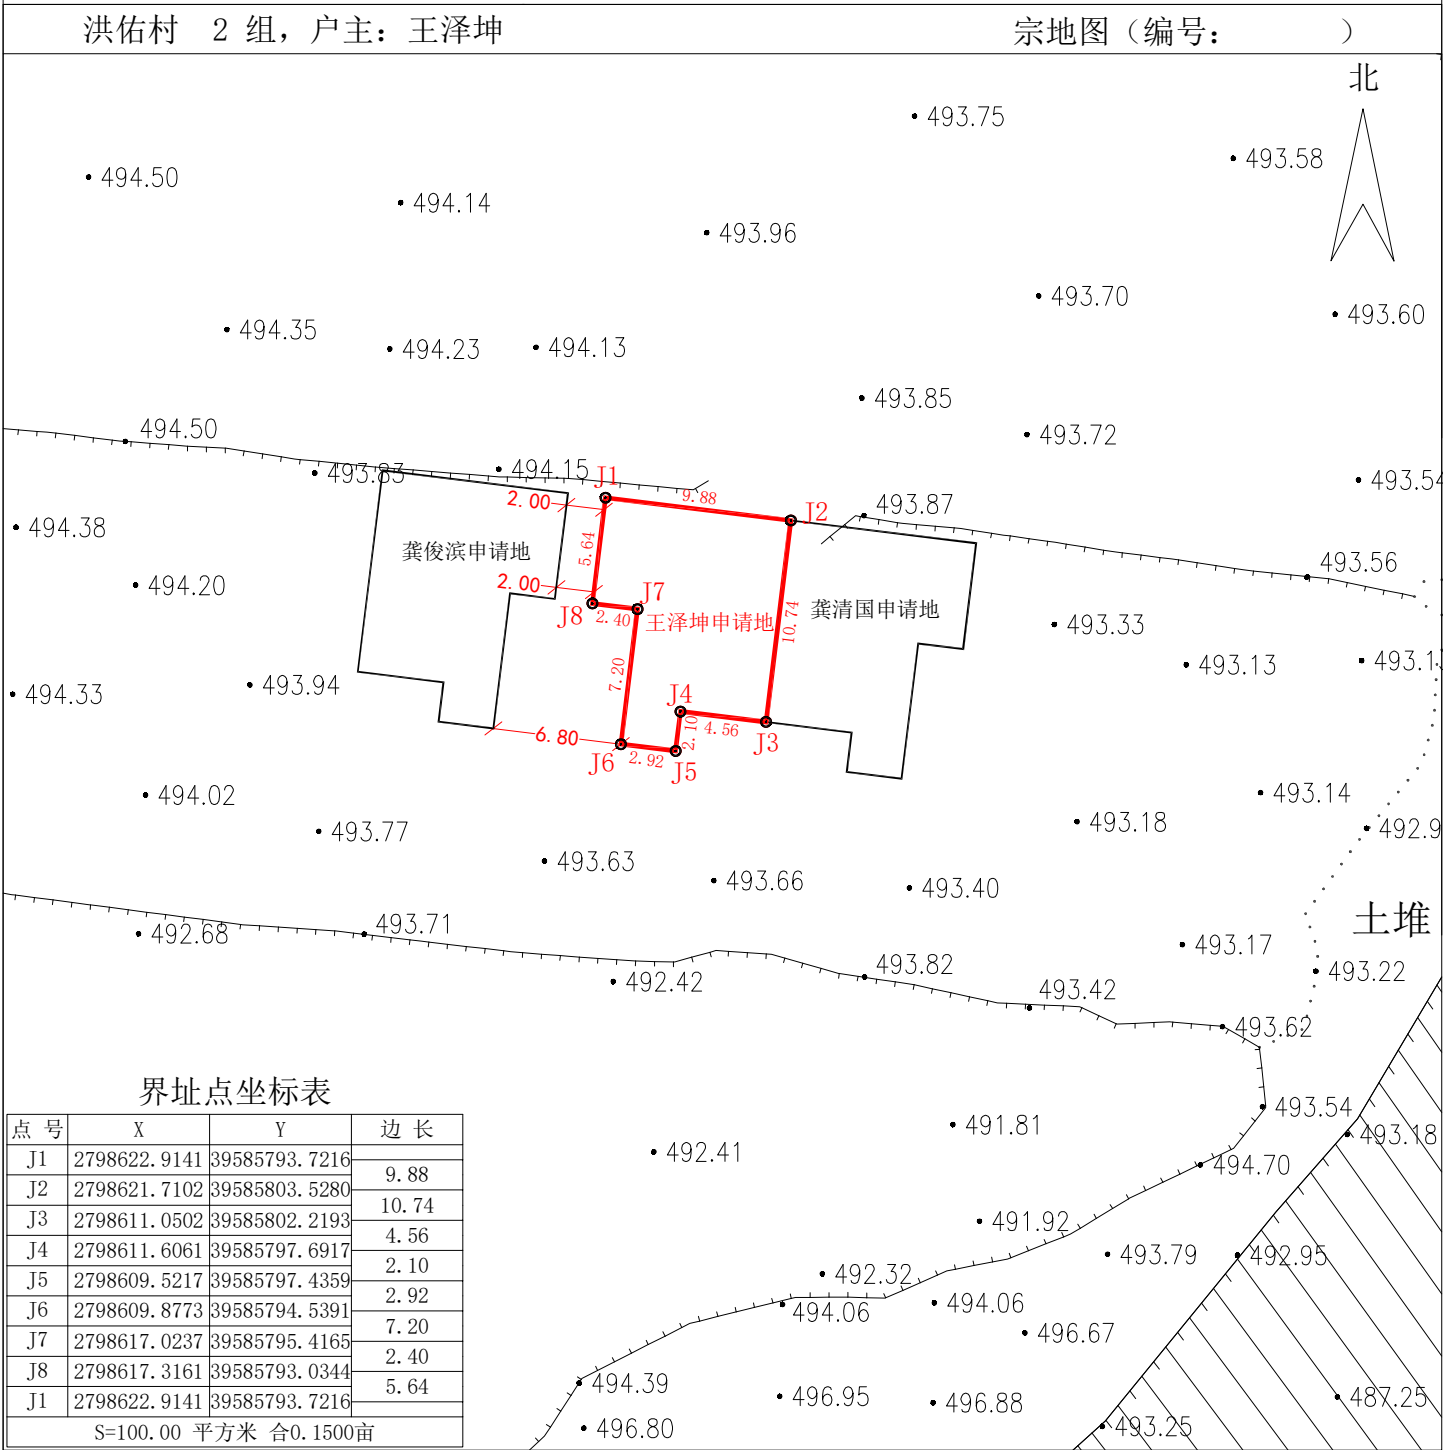 洪佑村 2 组，户主：王泽坤
宗地图（编号： ）
北
493.75
493.58
494.50
494.14
493.96
493.70
493.60
494.35
494.23
494.13
493.85
493.72
494.50
493.83
494.15
493.54
J1
9.88
2.00
J2
493.87
494.38
5.64
龚俊滨申请地
493.56
494.20
2.00
J7
J8
2.40
王泽坤申请地
10.74
龚清国申请地
493.33
493.13
493.1
494.33
493.94
7.20
J4
4.56
2.10
J3
6.80
2.92
J6
J5
494.02
493.77
493.14
493.18
492.9
493.63
493.66
493.40
土堆
492.68
493.71
493.17
493.22
492.42
493.82
493.42
493.62
493.54
491.81
493.18
492.41
494.70
491.92
493.79
492.95
492.32
494.06
494.06
496.67
494.39
496.95
496.88
487.25
496.80
493.25
界址点坐标表
点 号 X Y 边 长
J1 2798622.9141 39585793.7216
9.88
J2 2798621.7102 39585803.5280
10.74
J3 2798611.0502 39585802.2193
4.56
J4 2798611.6061 39585797.6917
2.10
J5 2798609.5217 39585797.4359
2.92
J6 2798609.8773 39585794.5391
7.20
J7 2798617.0237 39585795.4165
2.40
J8 2798617.3161 39585793.0344
5.64
J1 2798622.9141 39585793.7216
S=100.00 平方米 合0.1500亩